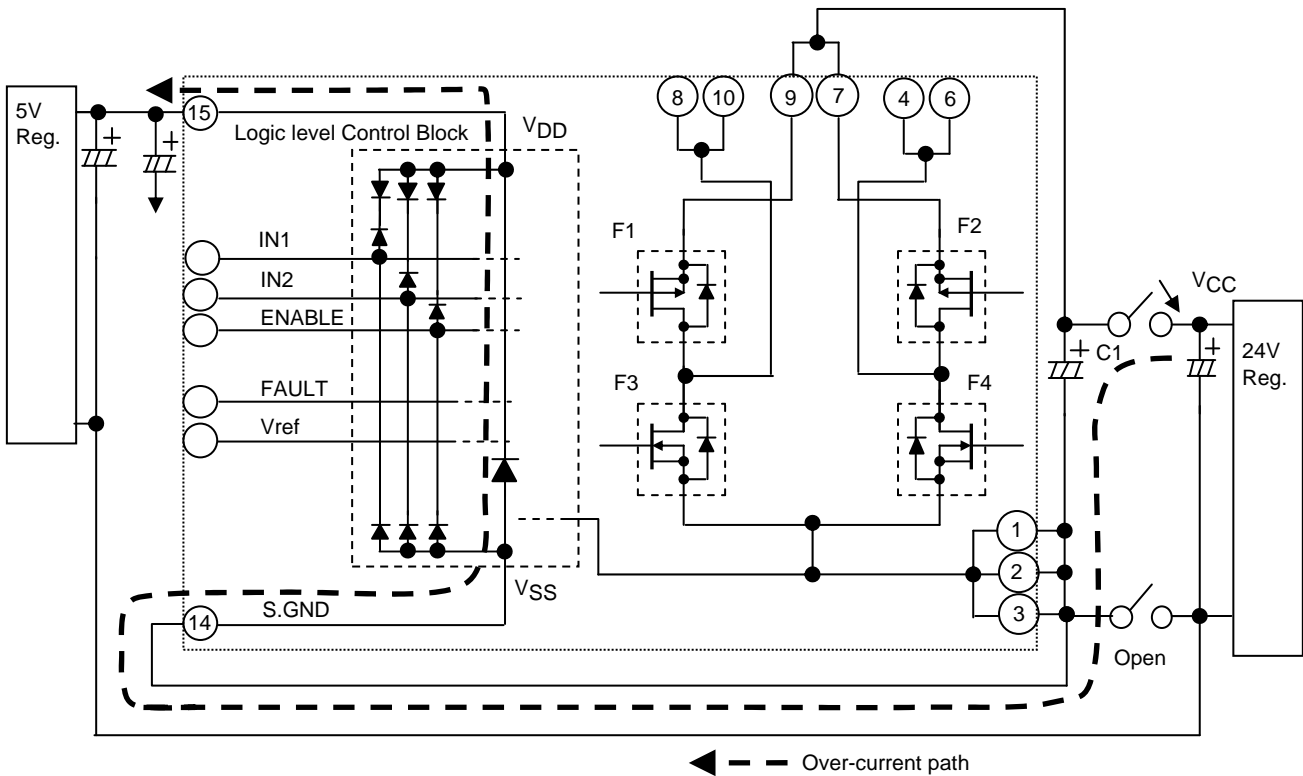 5V
Reg.
+
+
15
8
10
9
7
4
6
Logic level Control Block
VDD
IN1
IN2
ENABLE
FAULT
Vref
F1
F2
F3
F4
VCC
+
C1
+
24V
Reg.
1
2
3
VSS
14
S.GND
Open
Over-current path